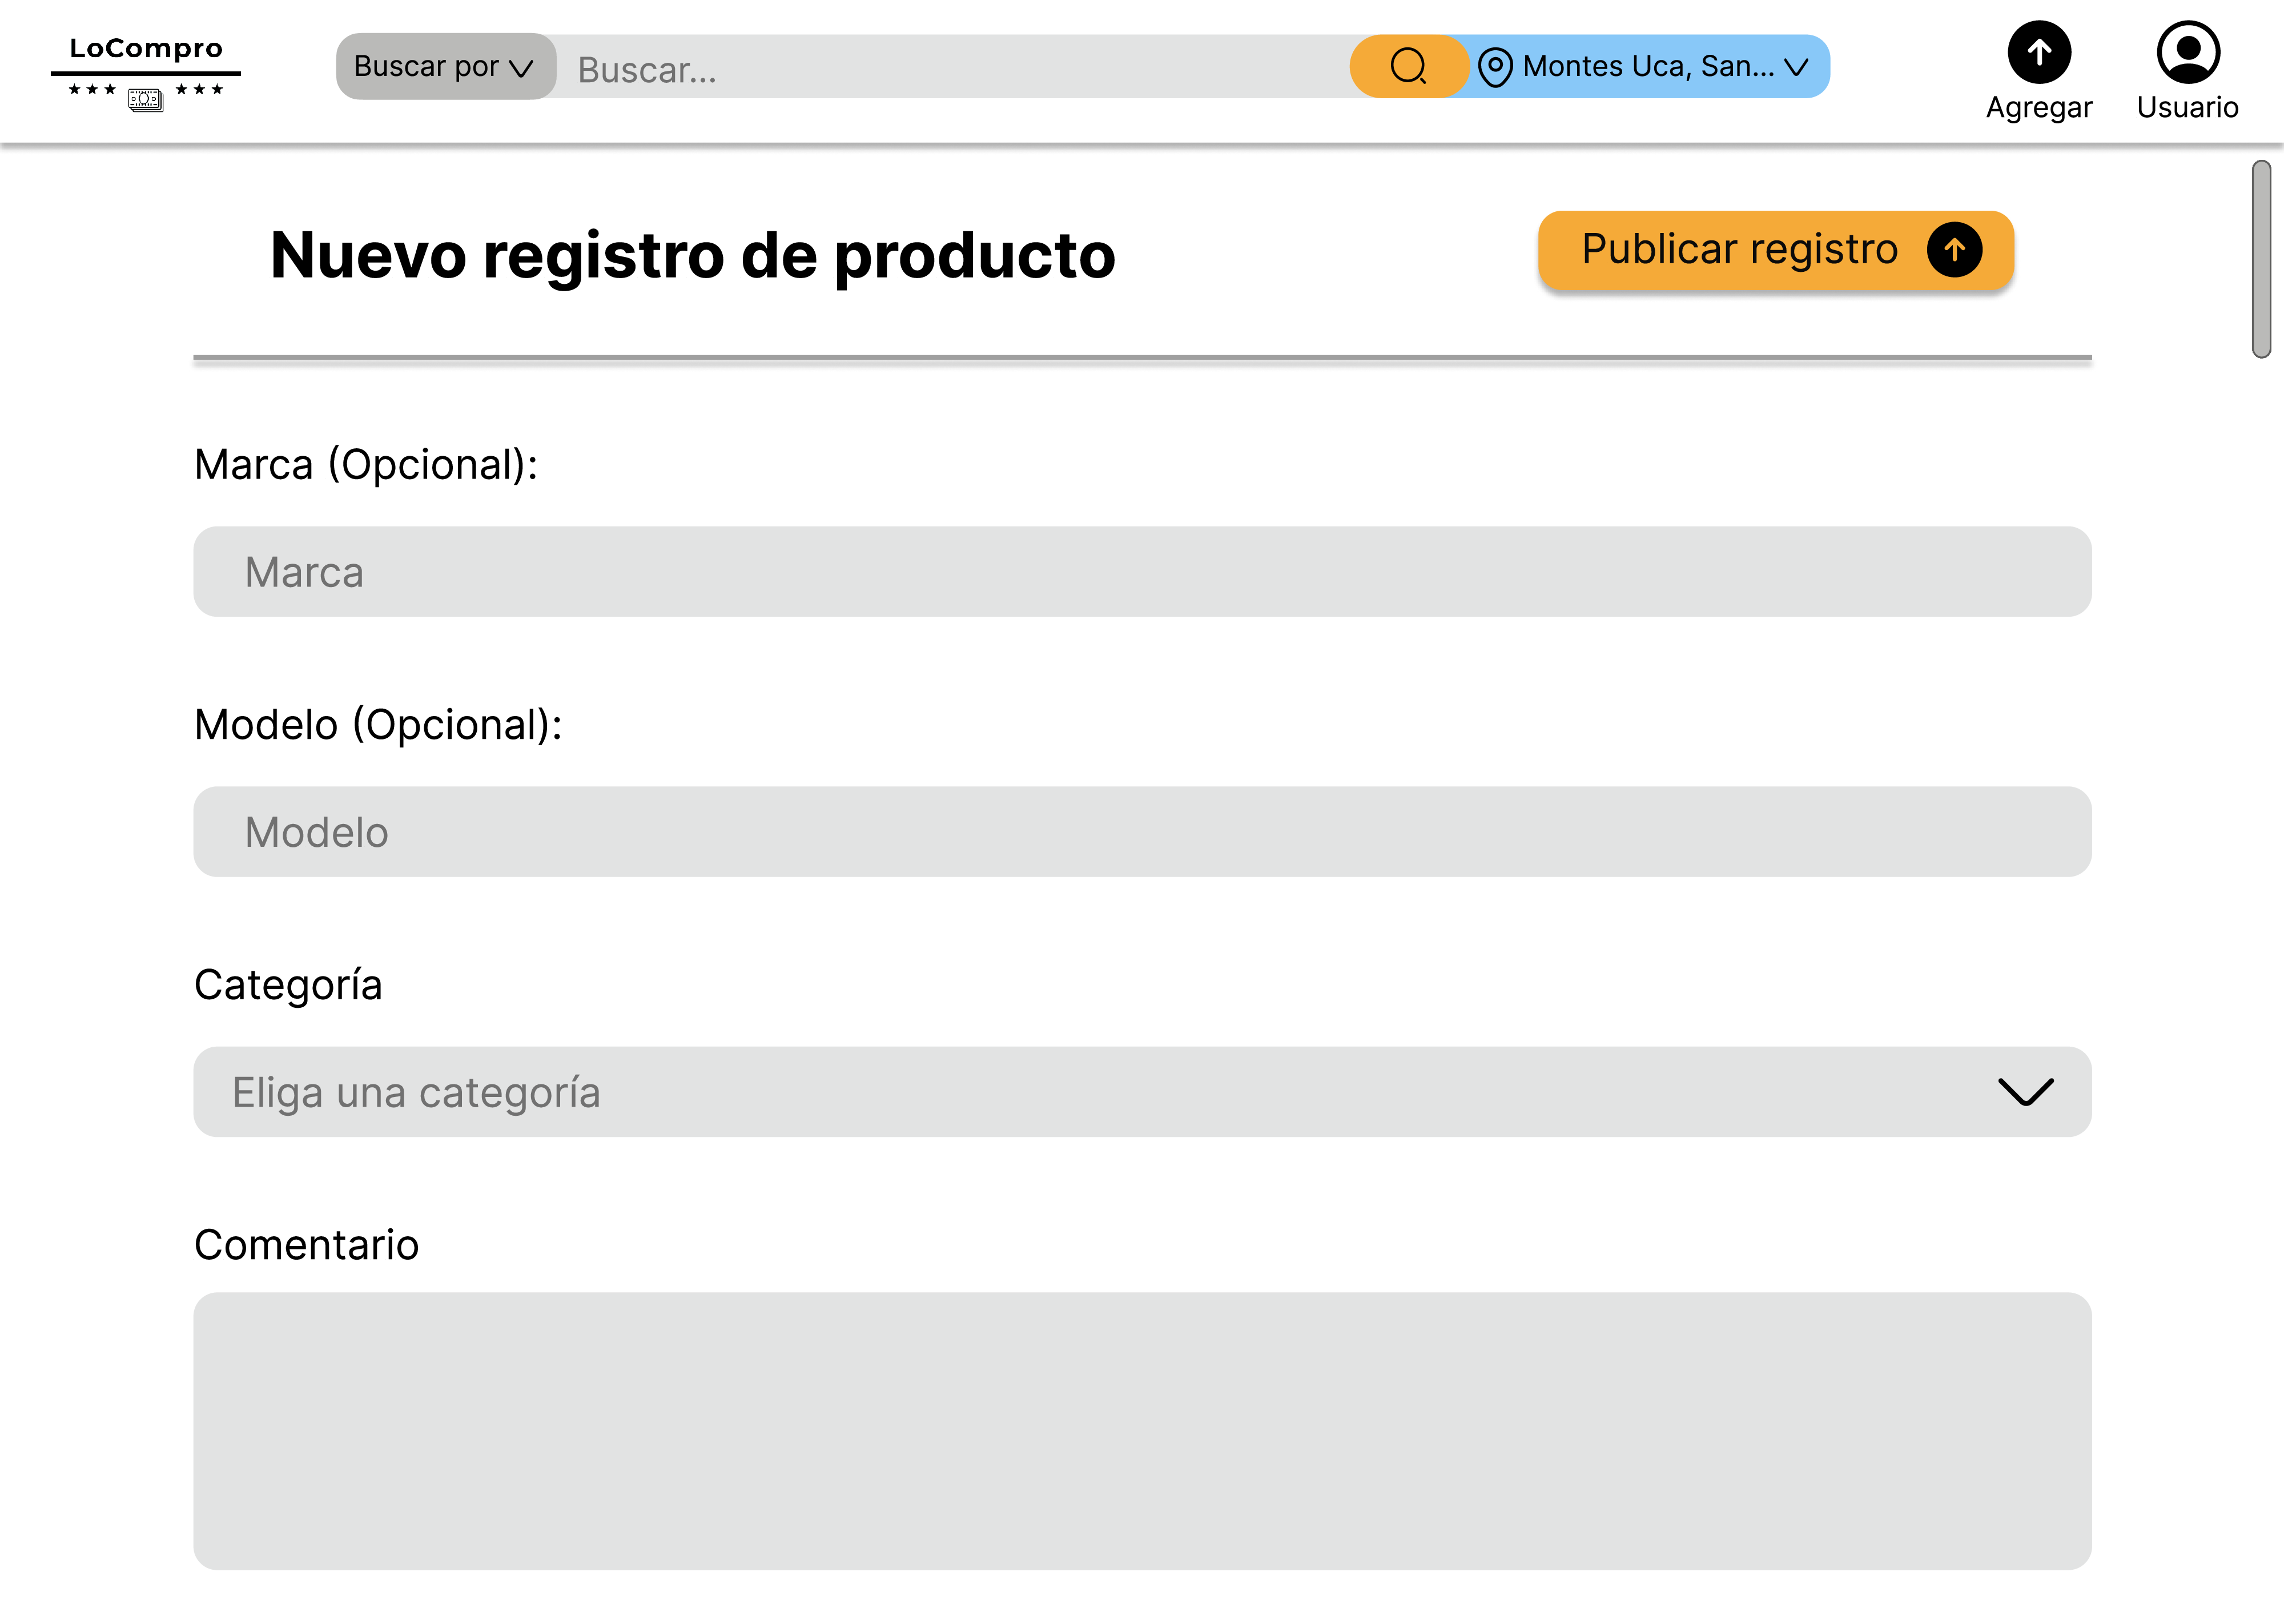 LoCompro
Buscar por
Buscar...
Montes Uca, San...
Agregar
Usuario
Nuevo registro de producto
Publicar registro
Marca (Opcional):
Marca
Modelo (Opcional):
Modelo
Categoría
Eliga una categoría
Comentario